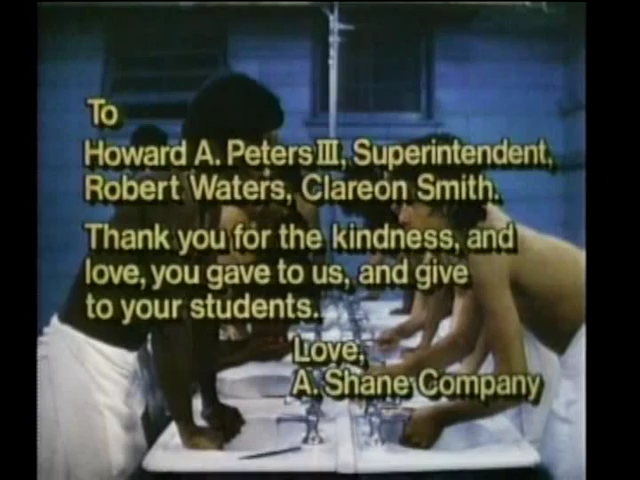 To
Howard A. Peters III, Superintendent,
Robert Waters, Clareon Smith.
Thank you for the kindness, and
love, you gave to us, and give
to your students..
Love,
A. Shane Company